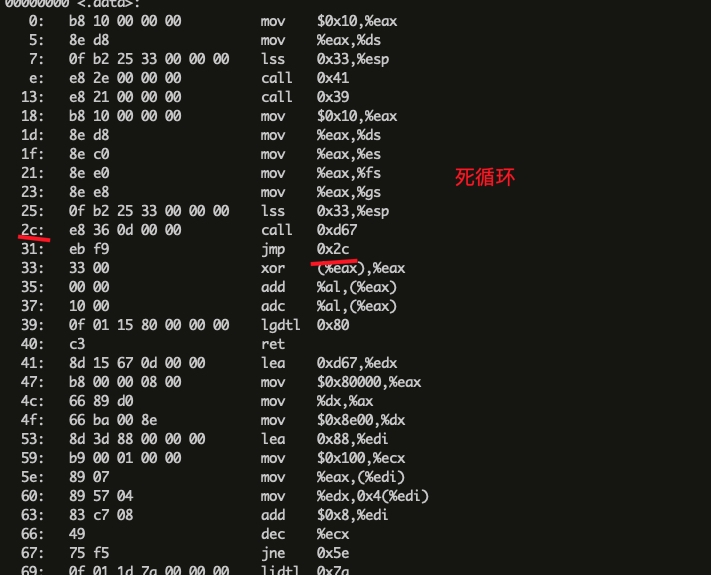 00000000 <.data>:
0: b8 10 00 00 00 mov $0x10,%eax
5: 8e d8 mov %eax,%ds
7: 0f b2 25 33 00 00 00 lss 0x33,%esp
e: e8 2e 00 00 00 call 0x41
13: e8 21 00 00 00 call 0x39
18: b8 10 00 00 00 mov $0x10,%eax
1d: 8e d8 mov %eax,%ds
1f: 8e c0 mov %eax,%es
21: 8e e0 mov %eax,%fs
死循环
23: 8e e8 mov %eax,%gs
25: 0f b2 25 33 00 00 00 lss 0x33,%esp
2c: e8 36 0d 00 00 call 0xd67
31: eb f9 jmp 0x2c
33: 33 00 xor (%eax),%eax
35: 00 00 add %al,(%eax)
37: 10 00 adc %al,(%eax)
39: 0f 01 15 80 00 00 00 lgdtl 0x80
40: c3 ret
41: 8d 15 67 0d 00 00 lea 0xd67,%edx
47: b8 00 00 08 00 mov $0x80000,%eax
4c: 66 89 d0 mov %dx,%ax
4f: 66 ba 00 8e mov $0x8e00,%dx
53: 8d 3d 88 00 00 00 lea 0x88,%edi
59: b9 00 01 00 00 mov $0x100,%ecx
5e: 89 07 mov %eax,(%edi)
60: 89 57 04 mov %edx,0x4(%edi)
63: 83 c7 08 add $0x8,%edi
66: 49 dec %ecx
67: 75 f5 jne 0x5e
69: 0f 01 1d 7a 00 00 00 lidtl 0x7a